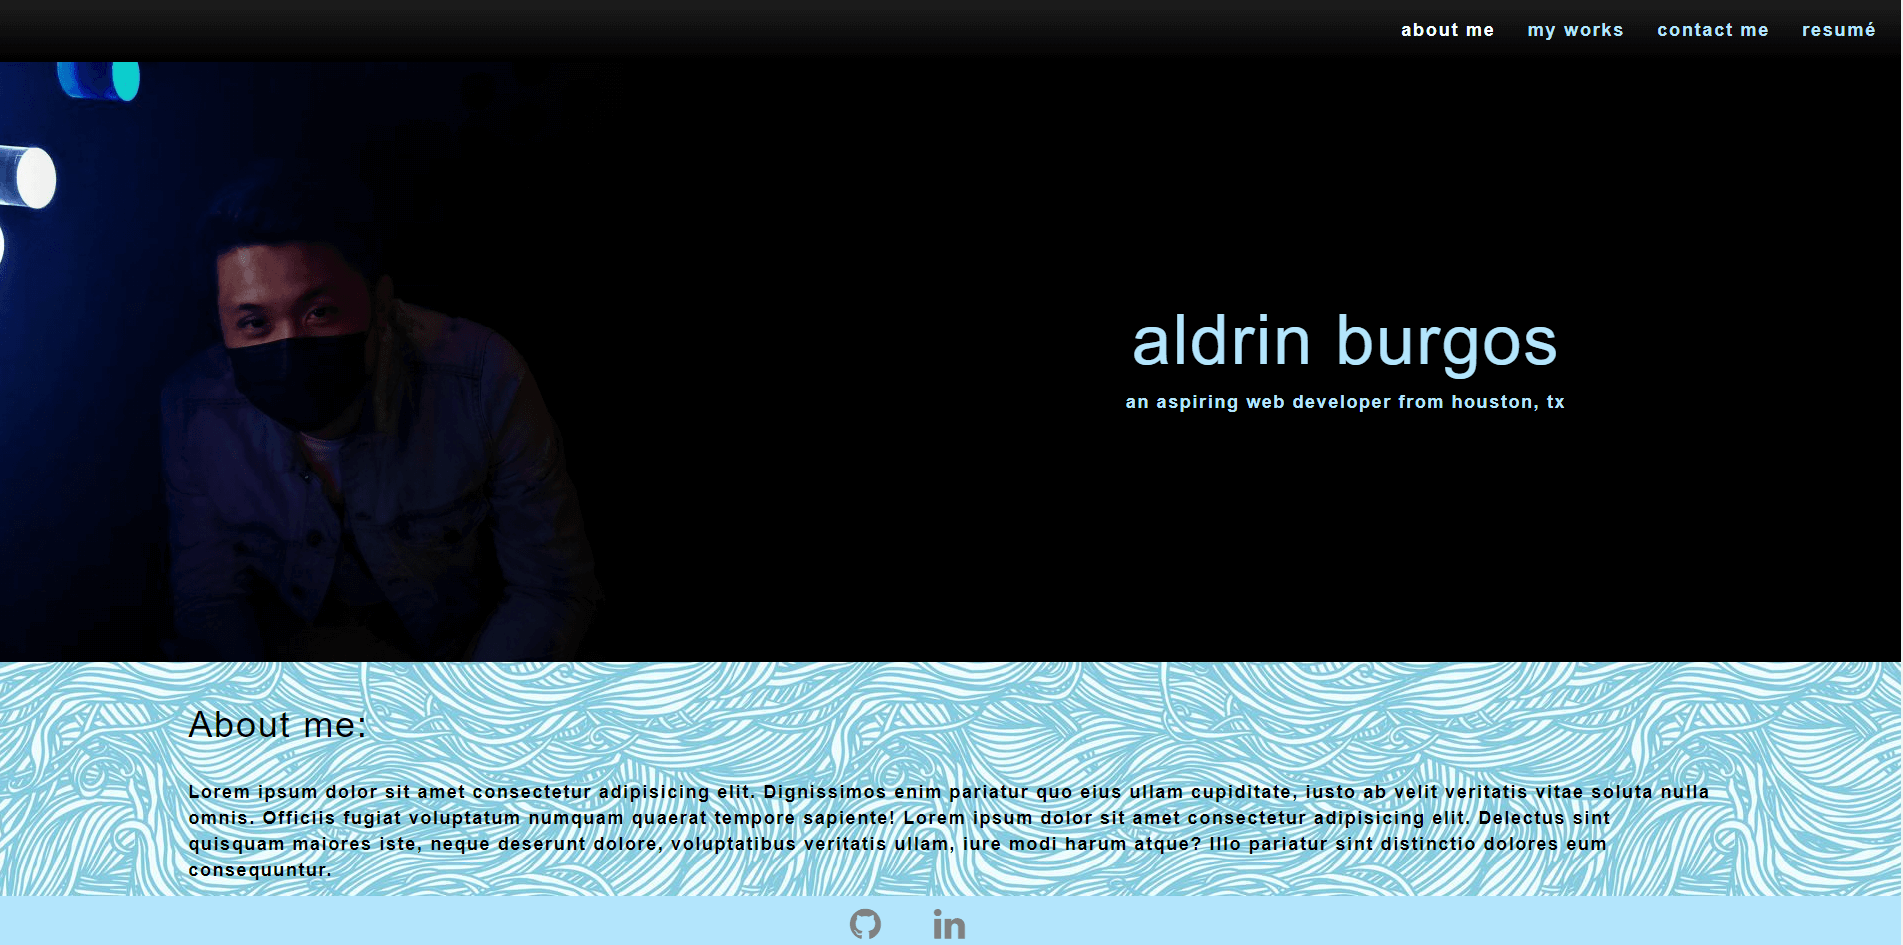 about me my works contact me resumé
aldrin burgos
an aspiring web developer from houston, tx
About me:
Lorem ipsum dolor sit amet consectetur adipisicing elit. Dignissimos enim pariatur quo eius ullam cupiditate, iusto ab velit veritatis vitae soluta nulla
omnis. Officiis fugiat voluptatum numquam quaerat tempore sapiente! Lorem ipsum dolor sit amet consectetur adipisicing elit. Delectus sint
quisquam maiores iste, neque deserunt dolore, voluptatibus veritatis ullam, iure modi harum atque? Illo pariatur sint distinctio dolores eum
consequuntur.
in